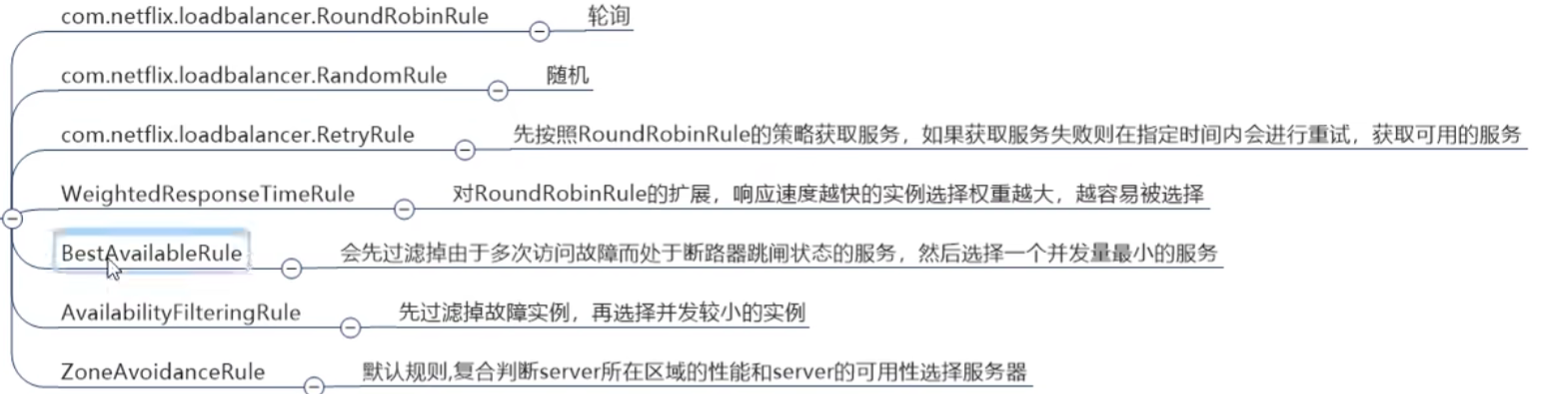 com.netflix.loadbalancer.RoundRobinRule 轮询
com.netflix.loadbalancer.RandomRule 随机
com.netflix.loadbalancer.RetryRule 先按照RoundRobinRule的策略获取服务，如果获取服务失败则在指定时间内会进行重试，获取可用的服务
WeightedResponseTimeRule 对RoundRobinRule的扩展，响应速度越快的实例选择权重越大，越容易被选择
BestAvailableRule 会先过滤掉由于多次访问故障而处于断路器跳闸状态的服务，然后选择一个并发量最小的服务
AvailabilityFilteringRule 先过滤掉故障实例，再选择并发较小的实例
ZoneAvoidanceRule 默认规则,复合判断server所在区域的性能和server的可用性选择服务器